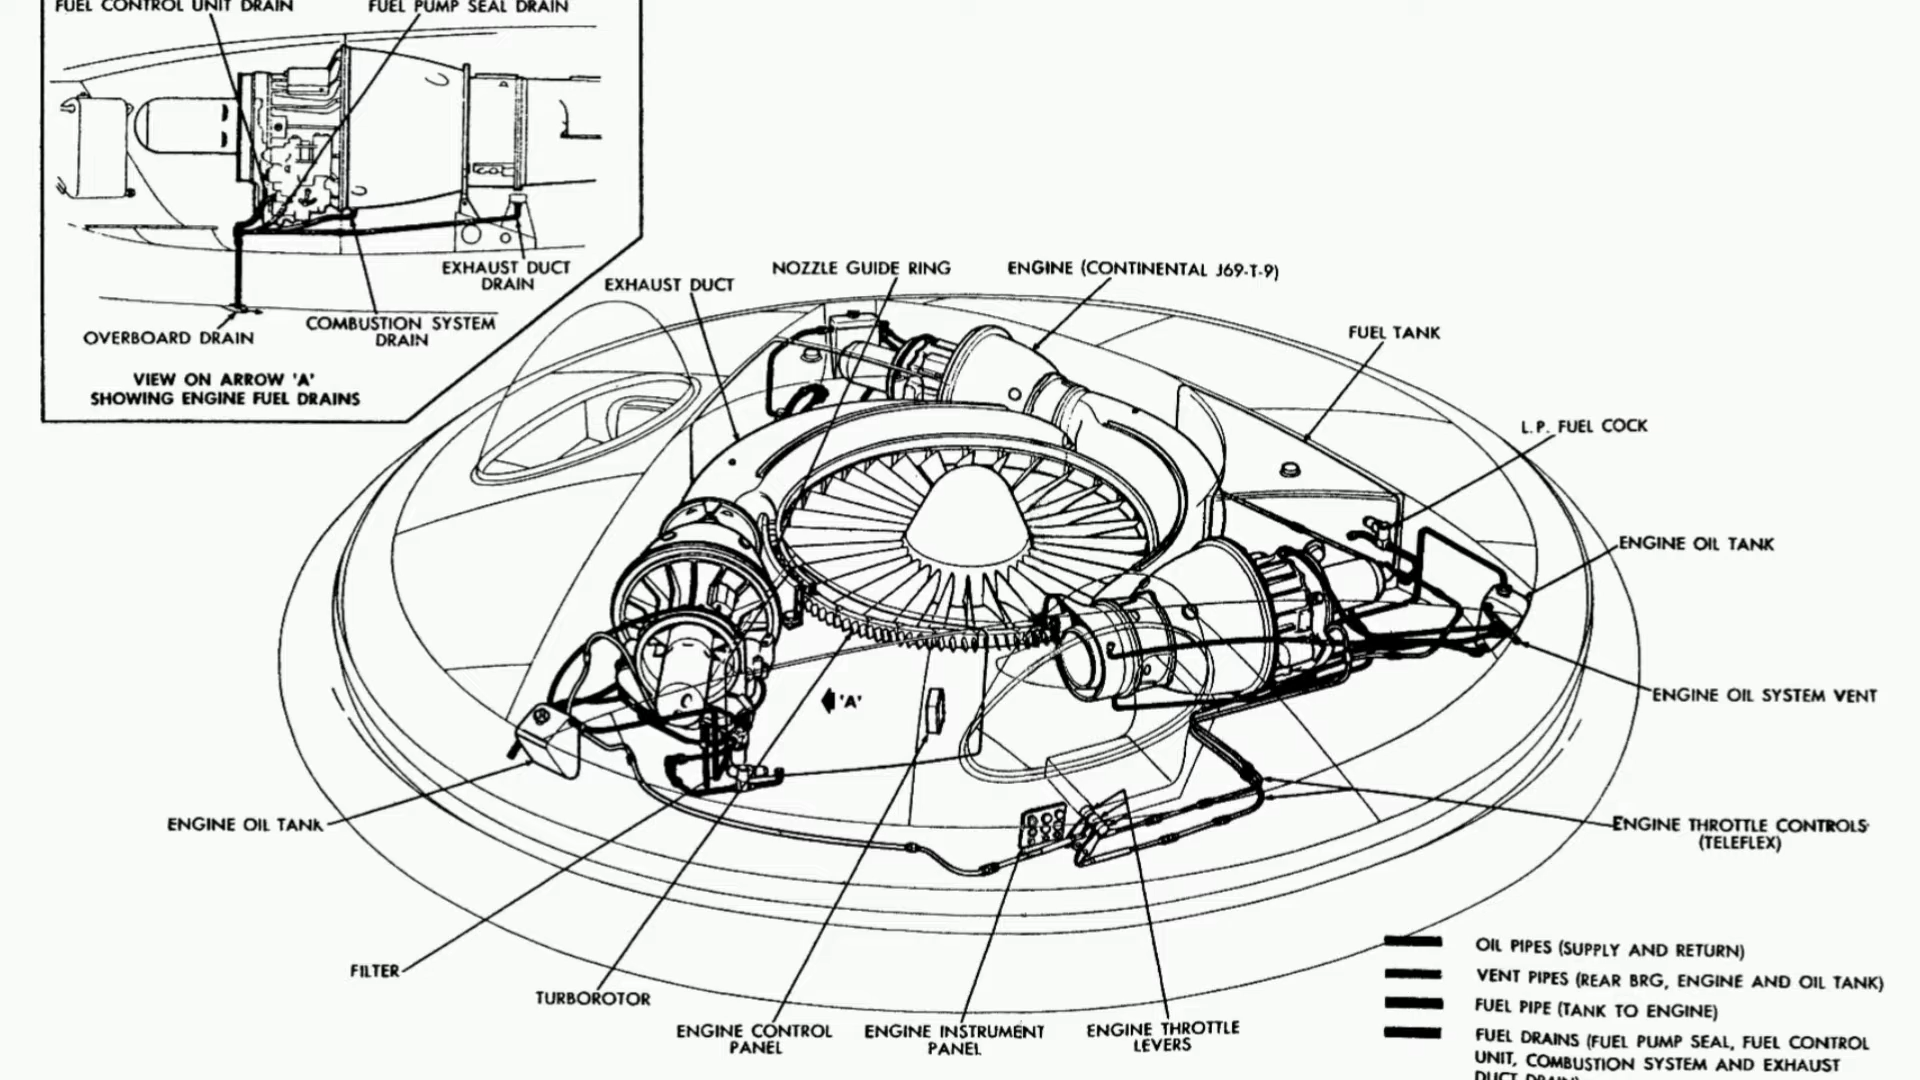 FUEL CONTROL UNIT DRAIN
FUEL PUMP SEAL DRAIN
EXHAUST DUCT
DRAIN
COMBUSTION SYSTEM
DRAIN
OVERBOARD DRAIN
VIEW ON ARROW 'A'
SHOWING ENGINE FUEL DRAINS
EXHAUST DUCT
NOZZLE GUIDE RING
ENGINE (CONTINENTAL J69-T-9)
FUEL TANK
L.P. FUEL COCK
ENGINE OIL TANK
ENGINE OIL SYSTEM VENT
'A'
ENGINE OIL TANK
ENGINE THROTTLE CONTROLS
(TELEFLEX)
FILTER
TURBOROTOR
ENGINE CONTROL
PANEL
ENGINE INSTRUMENT
PANEL
ENGINE THROTTLE
LEVERS
OIL PIPES (SUPPLY AND RETURN)
VENT PIPES (REAR BRG, ENGINE AND OIL TANK)
FUEL PIPE (TANK TO ENGINE)
FUEL DRAINS (FUEL PUMP SEAL, FUEL CONTROL
UNIT, COMBUSTION SYSTEM AND EXHAUST
DUCT DRAIN)